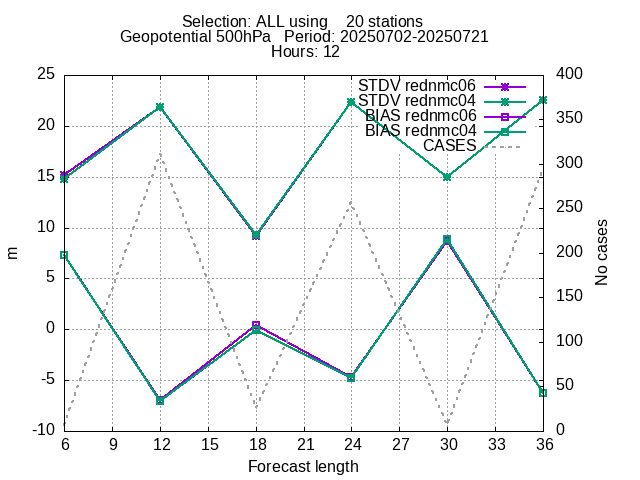 Selection: ALL using    20 stations
Geopotential 500hPa   Period: 20250702-20250721
Hours: 12
STDV rednmc06
STDV rednmc04
BIAS rednmc06
BIAS rednmc04
CASES
25
20
15
10
5
0
-5
-10
m
400
350
300
250
200
150
100
50
0
No cases
6 9 12 15 18 21 24 27 30 33 36
Forecast length